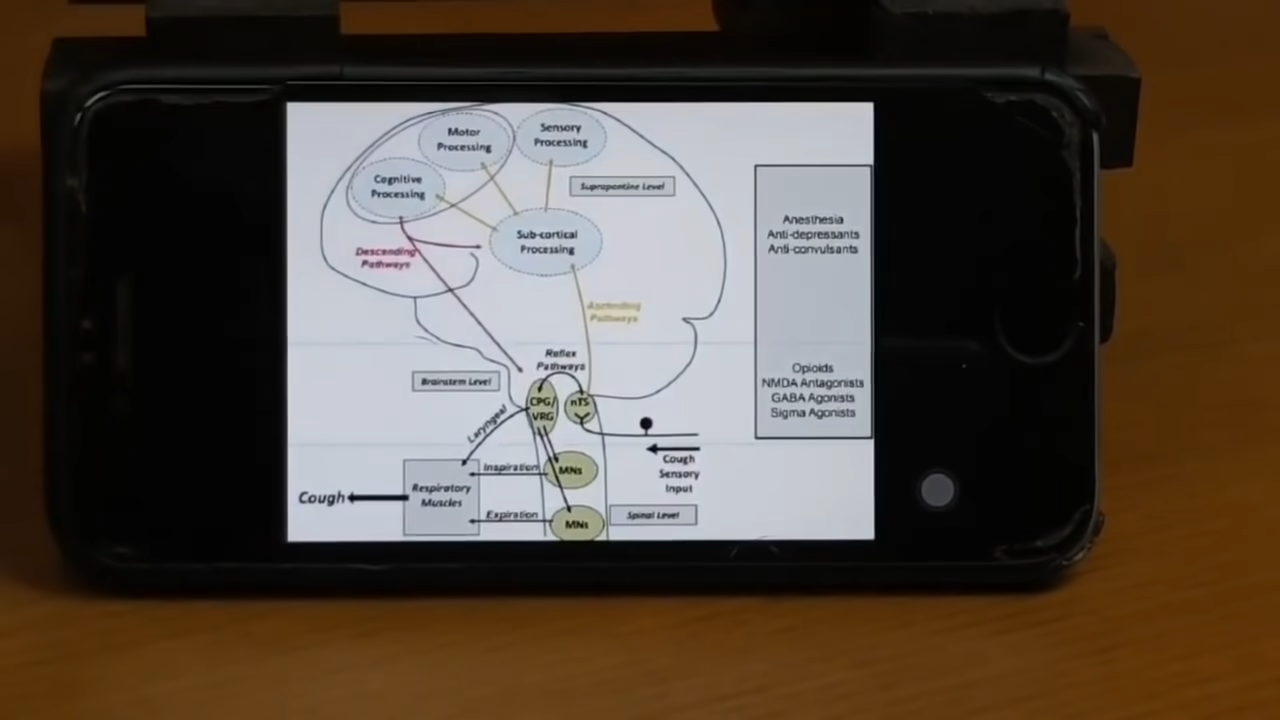 Motor
Processing
Sensory
Processing
Cognitive
Processing
Suprapontine Level
Sub-cortical
Processing
Descending
Pathways
Ascending
Pathways
Anesthesia
Anti-depressants
Anti-convulsants
Reflex
Pathways
Brainstem Level
CPG/
VRG
nTS
Laryngeal
Opioids
NMDA Antagonists
GABA Agonists
Sigma Agonists
Cough
Sensory
Input
Inspiration
MNs
Respiratory
Muscles
Cough
Expiration
MNs
Spinal Level